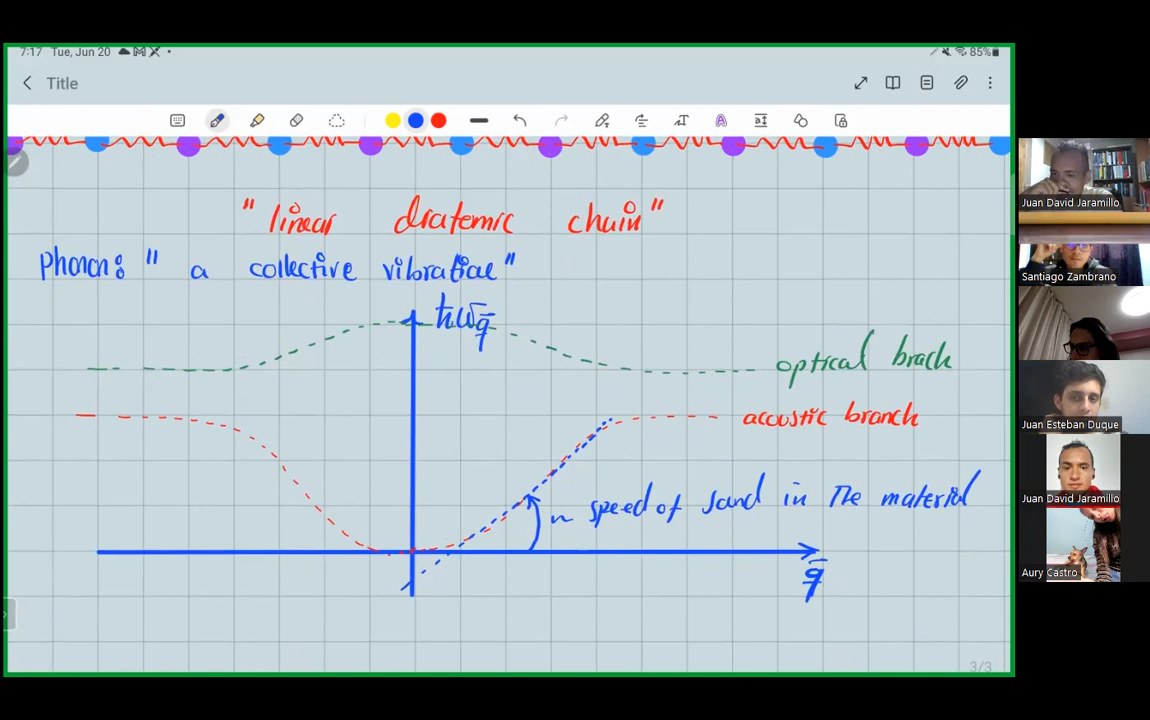 7:17 Tue, Jun 20
85%
Title
"linear diatomic chain"
phonon: "a collective vibration"
ħω_q̄
optical brach
acoustic branch
~ speed of sound in the material
q̄
3/3
Juan David Jaramillo
Santiago Zambrano
Juan Esteban Duque
Juan David Jaramillo
Aury Castro